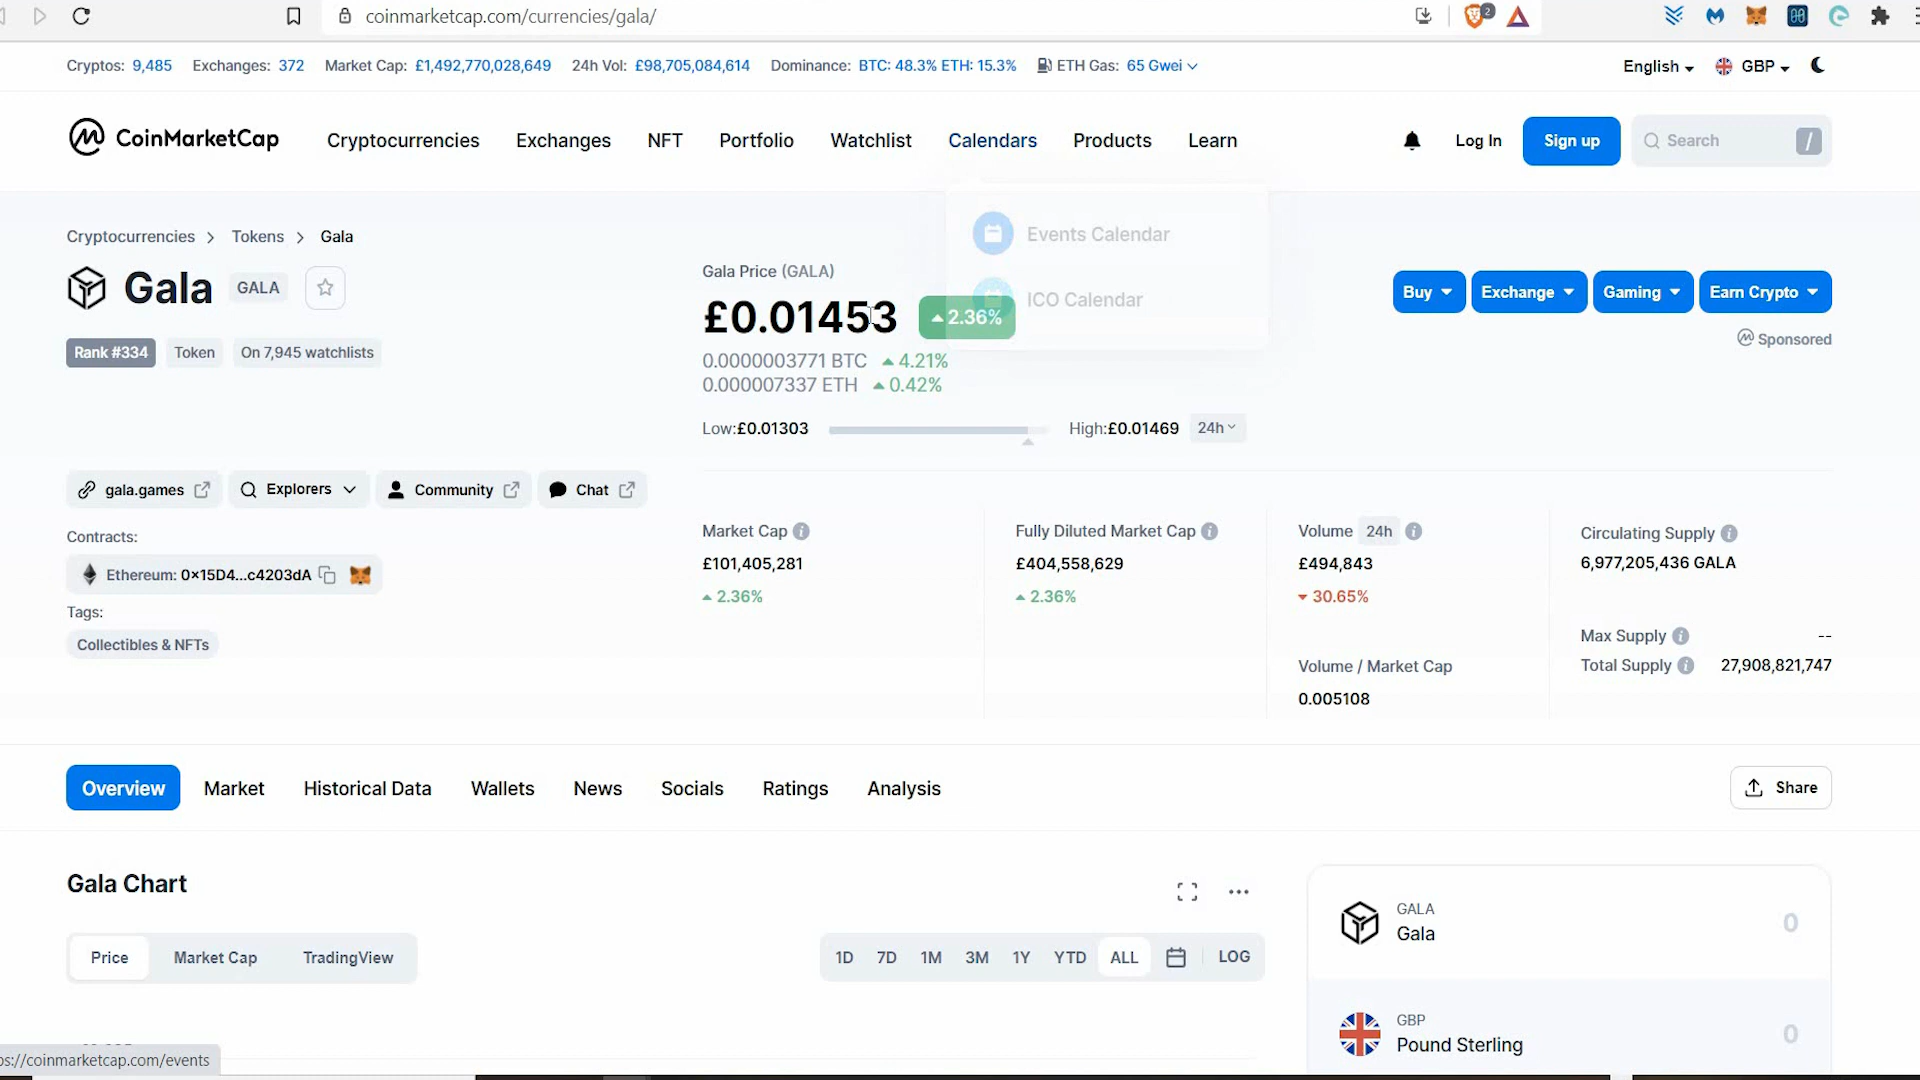 coinmarketcap.com/currencies/gala/
2
Cryptos: 9,485 Exchanges: 372 Market Cap: £1,492,770,028,649 24h Vol: £98,705,084,614 Dominance: BTC: 48.3% ETH: 15.3% ETH Gas: 65 Gwei
English GBP
CoinMarketCap Cryptocurrencies Exchanges NFT Portfolio Watchlist Calendars Products Learn Log In Sign up Search /
Events Calendar
ICO Calendar
Cryptocurrencies > Tokens > Gala
Gala GALA
Rank #334 Token On 7,945 watchlists
Gala Price (GALA)
£0.01453 2.36%
0.0000003771 BTC 4.21%
0.000007337 ETH 0.42%
Low:£0.01303 High:£0.01469 24h
Buy Exchange Gaming Earn Crypto
Sponsored
gala.games Explorers Community Chat
Contracts:
Ethereum: 0x15D4...c4203dA
Tags:
Collectibles & NFTs
Market Cap
£101,405,281
2.36%
Fully Diluted Market Cap
£404,558,629
2.36%
Volume 24h
£494,843
30.65%
Volume / Market Cap
0.005108
Circulating Supply
6,977,205,436 GALA
Max Supply --
Total Supply 27,908,821,747
Overview Market Historical Data Wallets News Socials Ratings Analysis Share
Gala Chart
Price Market Cap TradingView
1D 7D 1M 3M 1Y YTD ALL LOG
GALA
Gala 0
GBP
Pound Sterling 0
ps://coinmarketcap.com/events